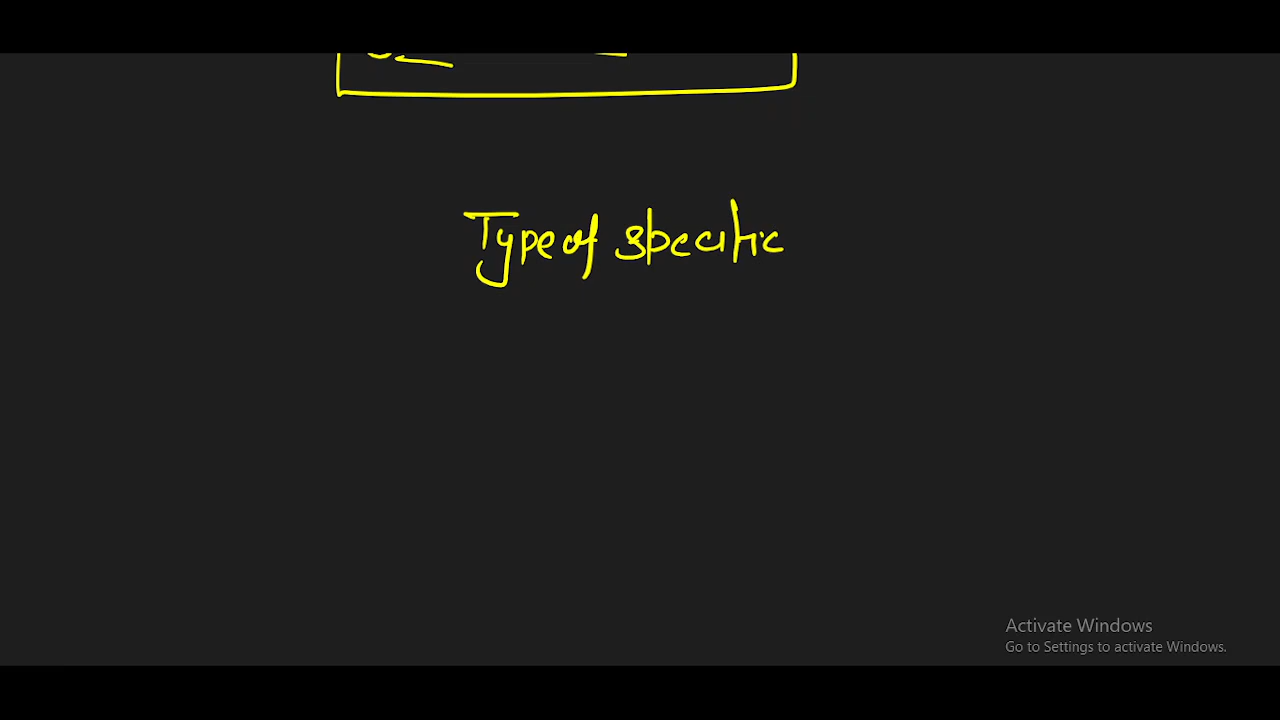 Type of specific
Activate Windows
Go to Settings to activate Windows.